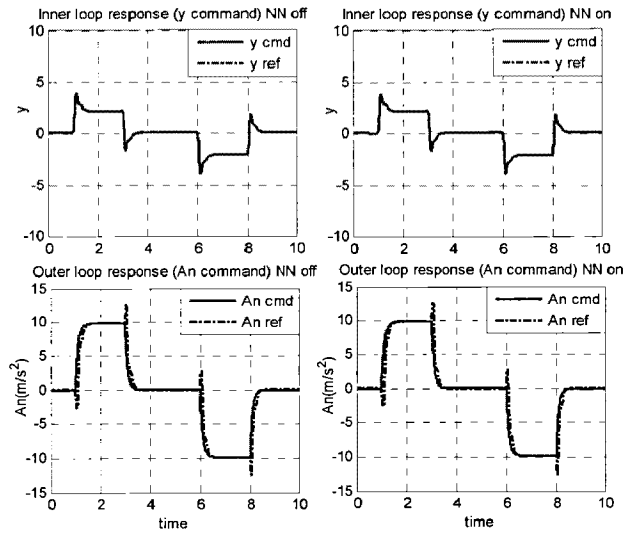 Inner loop response (y command) NN off
10
5
0
-5
-10
y
y cmd
y ref
0 2 4 6 8 10
Inner loop response (y command) NN on
10
5
0
-5
-10
y
y cmd
y ref
0 2 4 6 8 10
Outer loop response (An command) NN off
15
10
5
0
-5
-10
-15
An(m/s²)
An cmd
An ref
0 2 4 6 8 10
time
Outer loop response (An command) NN on
15
10
5
0
-5
-10
-15
An(m/s²)
An cmd
An ref
0 2 4 6 8 10
time